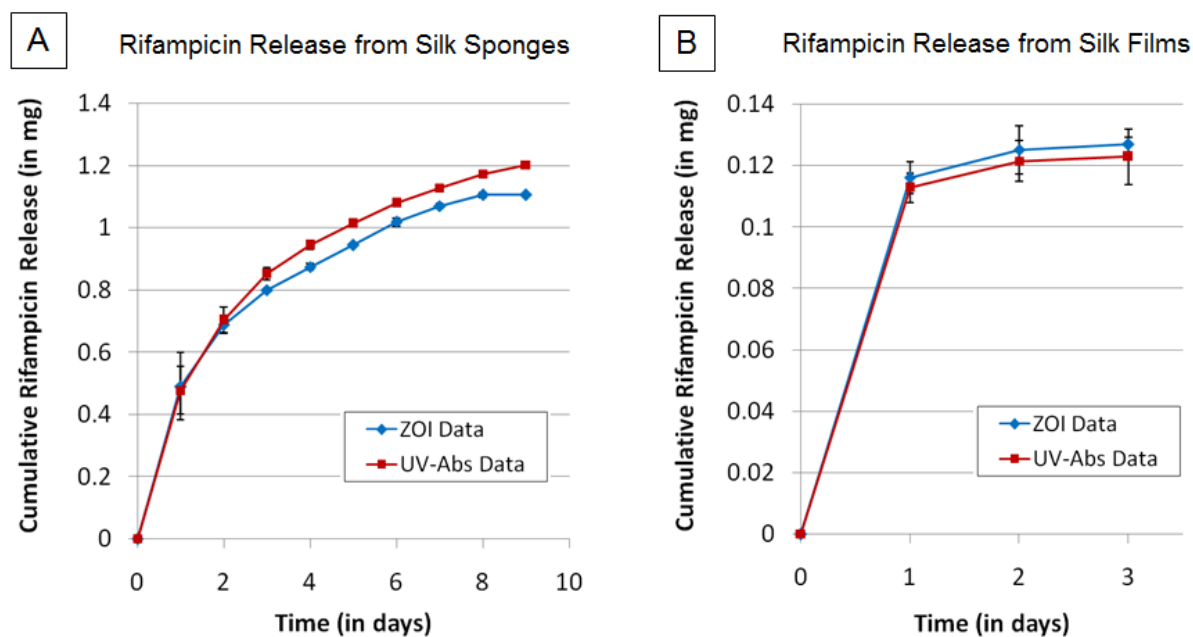 A
Rifampicin Release from Silk Sponges
Cumulative Rifampicin Release (in mg)
1.4
1.2
1
0.8
0.6
0.4
0.2
0
0 2 4 6 8 10
Time (in days)
ZOI Data
UV-Abs Data
B
Rifampicin Release from Silk Films
Cumulative Rifampicin Release (in mg)
0.14
0.12
0.1
0.08
0.06
0.04
0.02
0
0 1 2 3
Time (in days)
ZOI Data
UV-Abs Data